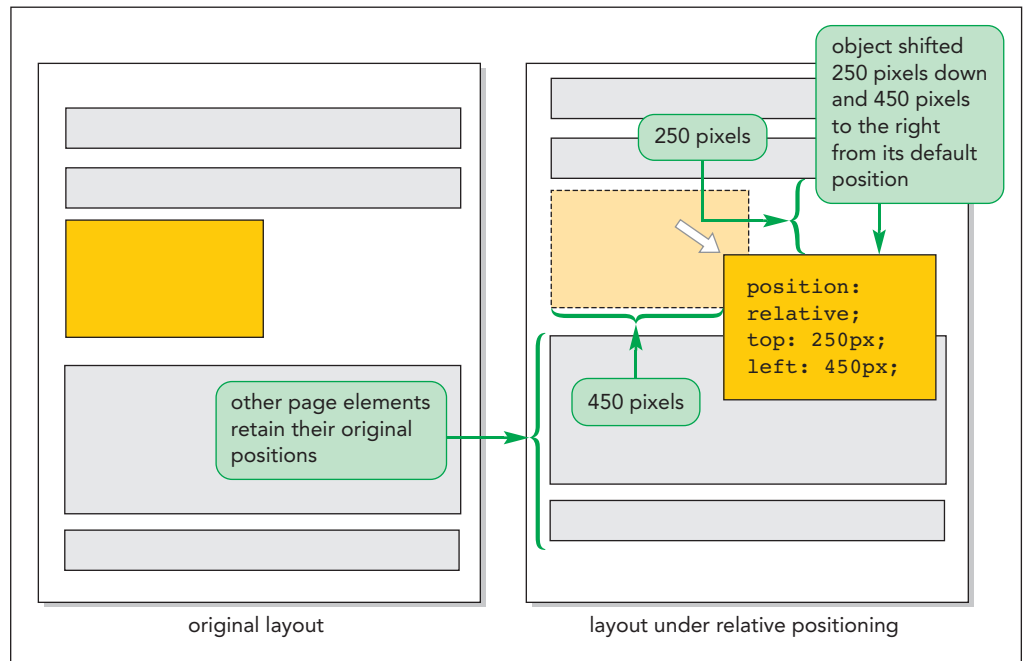 object shifted
250 pixels down
and 450 pixels
to the right
from its default
position
250 pixels
position:
relative;
top: 250px;
left: 450px;
450 pixels
other page elements
retain their original
positions
original layout
layout under relative positioning